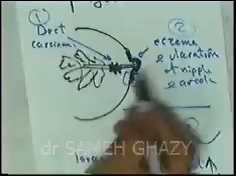 ①
Duct
carcinoma
②
eczema
& ulceration
of nipple
& areola
dr SAMEH GHAZY